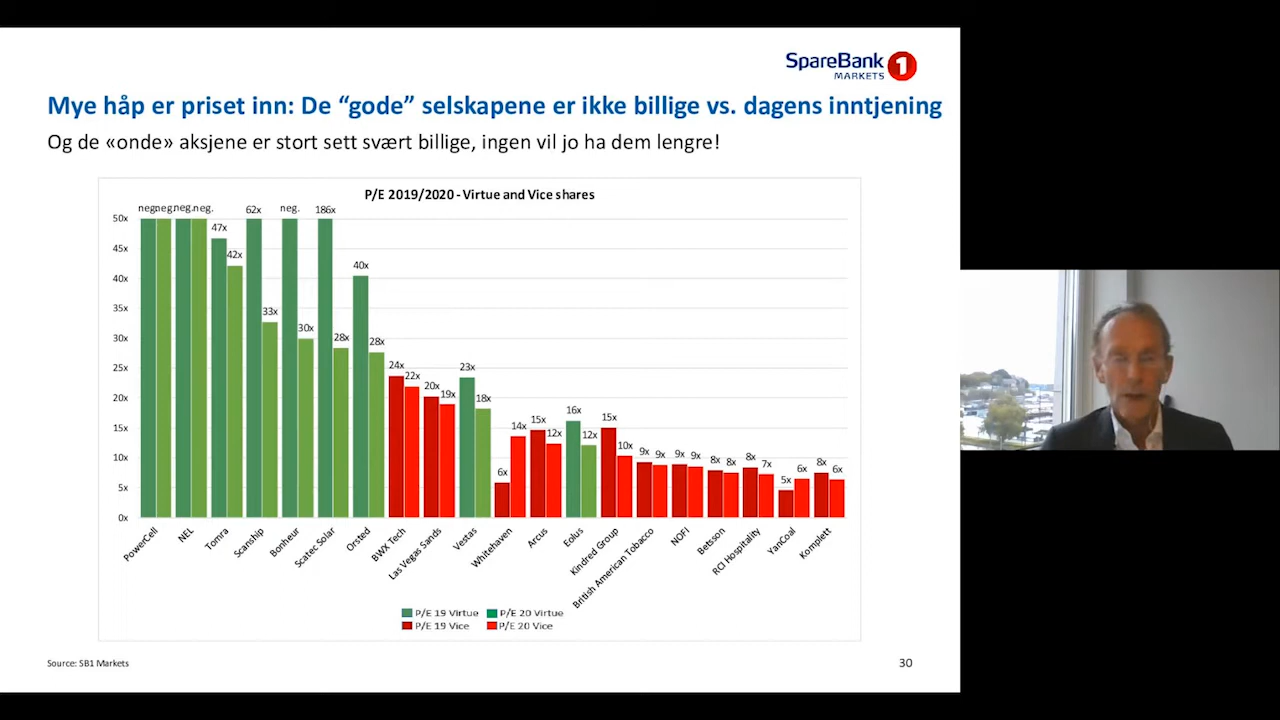 SpareBank 1
MARKETS
Mye håp er priset inn: De “gode” selskapene er ikke billige vs. dagens inntjening
Og de «onde» aksjene er stort sett svært billige, ingen vil jo ha dem lengre!
P/E 2019/2020 - Virtue and Vice shares
neg. neg. neg. neg. 62x neg. 186x
50x
47x
45x
42x
40x
40x
35x
33x
30x
30x
28x
28x
25x
24x 22x 20x 19x 23x 18x
20x
15x
6x 14x 15x 12x 16x 12x 15x 10x 9x 9x 9x 9x 8x 8x 8x 7x 5x 6x 8x 6x
10x
5x
0x
PowerCell
NEL
Tomra
Scanship
Bonheur
Scatec Solar
Orsted
BWX Tech
Las Vegas Sands
Vestas
Whitehaven
Arcus
Eolus
Kindred Group
British American Tobacco
NOFI
Betsson
RCI Hospitality
YanCoal
Komplett
P/E 19 Virtue P/E 20 Virtue
P/E 19 Vice P/E 20 Vice
Source: SB1 Markets
30